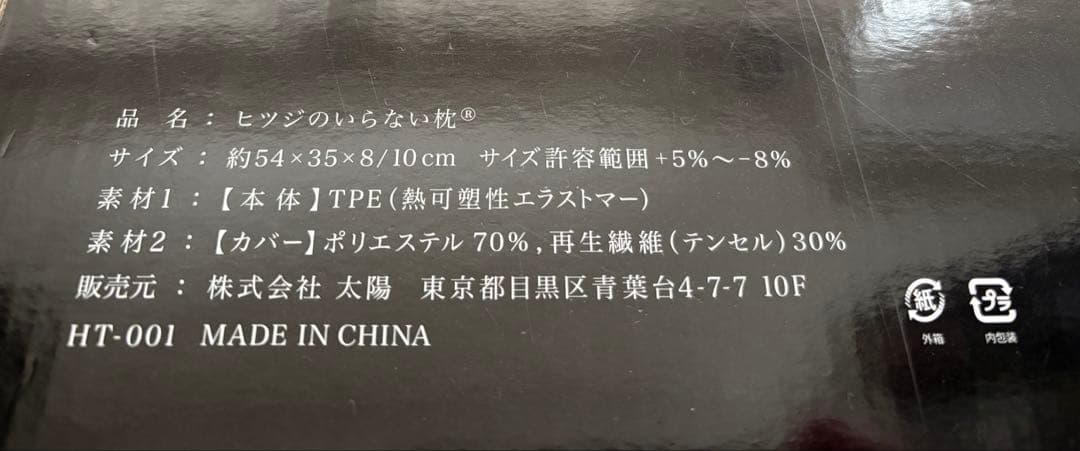 品 名 : ヒツジのいらない枕®
サイズ : 約54×35×8/10cm サイズ許容範囲+5%〜-8%
素材1 : 【本体】TPE(熱可塑性エラストマー)
素材2 : 【カバー】ポリエステル70%,再生繊維(テンセル)30%
販売元 : 株式会社 太陽 東京都目黒区青葉台4-7-7 10F
HT-001 MADE IN CHINA
紙 プラ
外箱 内包装